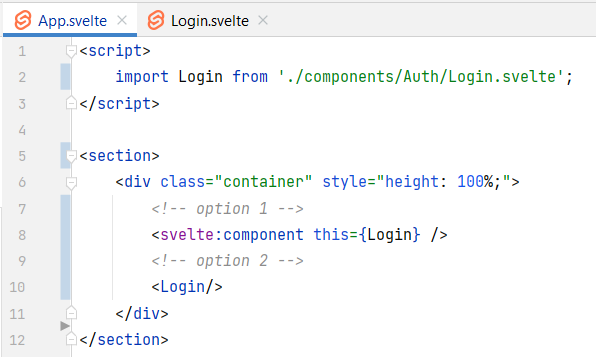 App.svelte × Login.svelte ×
1 <script>
2     import Login from './components/Auth/Login.svelte';
3 </script>
4
5 <section>
6     <div class="container" style="height: 100%;">
7         <!-- option 1 -->
8         <svelte:component this={Login} />
9         <!-- option 2 -->
10         <Login/>
11     </div>
12 </section>